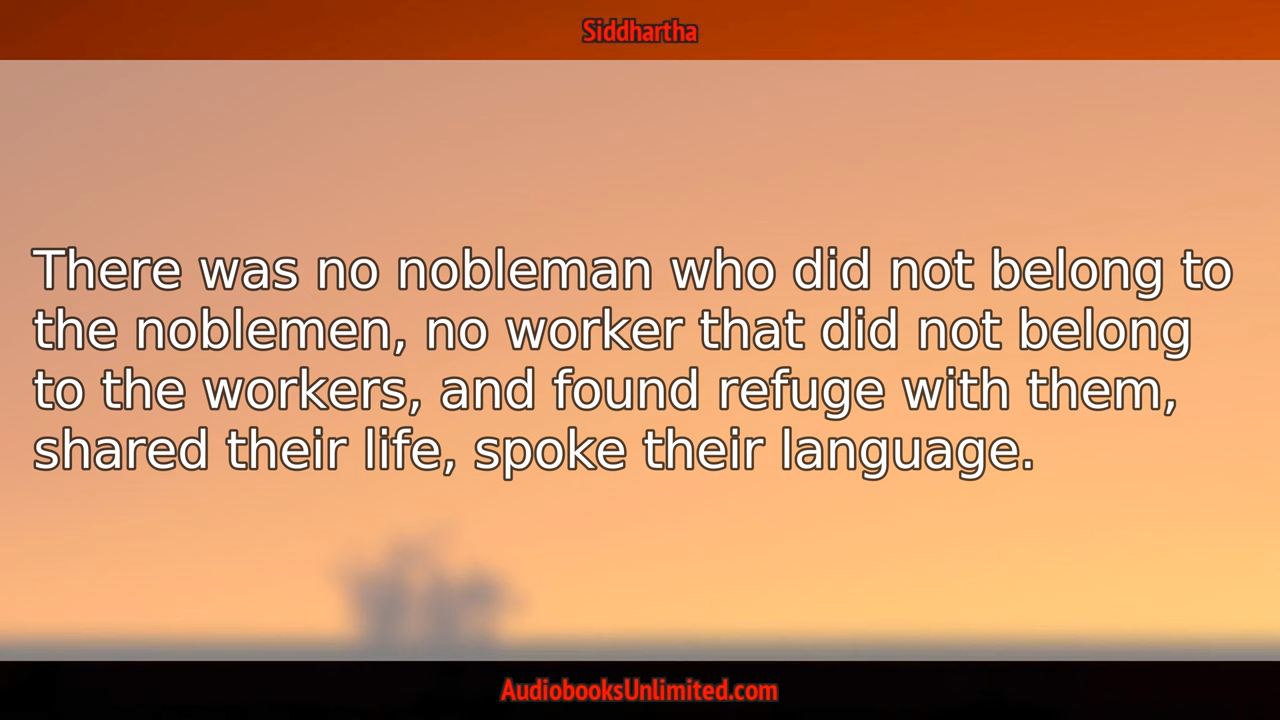 Siddhartha
There was no nobleman who did not belong to
the noblemen, no worker that did not belong
to the workers, and found refuge with them,
shared their life, spoke their language.
AudiobooksUnlimited.com